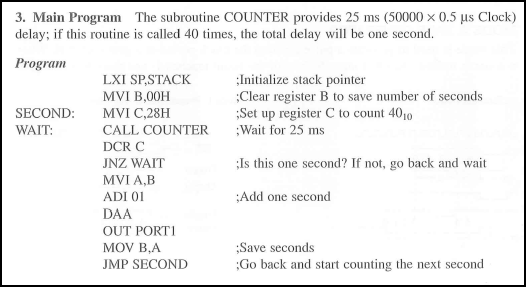 3. Main Program The subroutine COUNTER provides 25 ms (50000 × 0.5 µs Clock)
delay; if this routine is called 40 times, the total delay will be one second.
Program
LXI SP,STACK ;Initialize stack pointer
MVI B,00H ;Clear register B to save number of seconds
SECOND: MVI C,28H ;Set up register C to count 40₁₀
WAIT: CALL COUNTER ;Wait for 25 ms
DCR C
JNZ WAIT ;Is this one second? If not, go back and wait
MVI A,B
ADI 01 ;Add one second
DAA
OUT PORT1
MOV B,A ;Save seconds
JMP SECOND ;Go back and start counting the next second